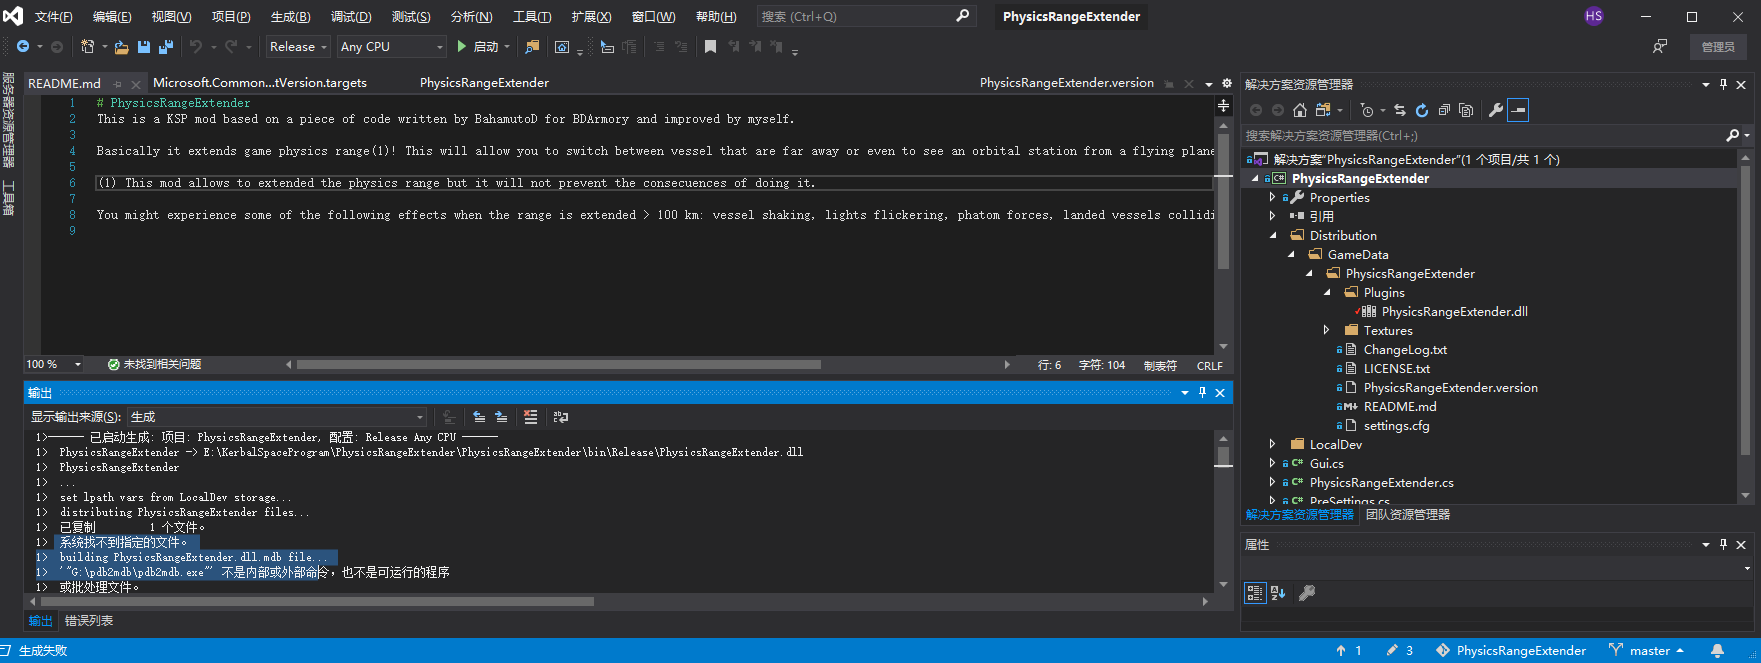 文件(F) 编辑(E) 视图(V) 项目(P) 生成(B) 调试(D) 测试(S) 分析(N) 工具(T) 扩展(X) 窗口(W) 帮助(H) 搜索 (Ctrl+Q) PhysicsRangeExtender HS
Release Any CPU 启动 管理员
服务器资源管理器
工具箱
README.md Microsoft.Common...tVersion.targets PhysicsRangeExtender PhysicsRangeExtender.version
1 # PhysicsRangeExtender
2 This is a KSP mod based on a piece of code written by BahamutoD for BDArmory and improved by myself.
3
4 Basically it extends game physics range(1)! This will allow you to switch between vessel that are far away or even to see an orbital station from a flying plane
5
6 (1) This mod allows to extended the physics range but it will not prevent the consecuences of doing it.
7
8 You might experience some of the following effects when the range is extended > 100 km: vessel shaking, lights flickering, phatom forces, landed vessels collidi
9
100 % 未找到相关问题 行: 6 字符: 104 制表符 CRLF
输出
显示输出来源(S): 生成
1>—— 已启动生成: 项目: PhysicsRangeExtender, 配置: Release Any CPU ——
1> PhysicsRangeExtender -> E:\KerbalSpaceProgram\PhysicsRangeExtender\PhysicsRangeExtender\bin\Release\PhysicsRangeExtender.dll
1> PhysicsRangeExtender
1> ...
1> set lpath vars from LocalDev storage...
1> distributing PhysicsRangeExtender files...
1> 已复制 1 个文件。
1> 系统找不到指定的文件。
1> building PhysicsRangeExtender.dll.mdb file...
1> '"G:\pdb2mdb\pdb2mdb.exe"' 不是内部或外部命令，也不是可运行的程序
1> 或批处理文件。
输出 错误列表
解决方案资源管理器
搜索解决方案资源管理器(Ctrl+;)
解决方案"PhysicsRangeExtender"(1 个项目/共 1 个)
C# PhysicsRangeExtender
Properties
引用
Distribution
GameData
PhysicsRangeExtender
Plugins
PhysicsRangeExtender.dll
Textures
ChangeLog.txt
LICENSE.txt
PhysicsRangeExtender.version
README.md
settings.cfg
LocalDev
C# Gui.cs
C# PhysicsRangeExtender.cs
C# PreSettings.cs
解决方案资源管理器 团队资源管理器
属性
生成失败 1 3 PhysicsRangeExtender master